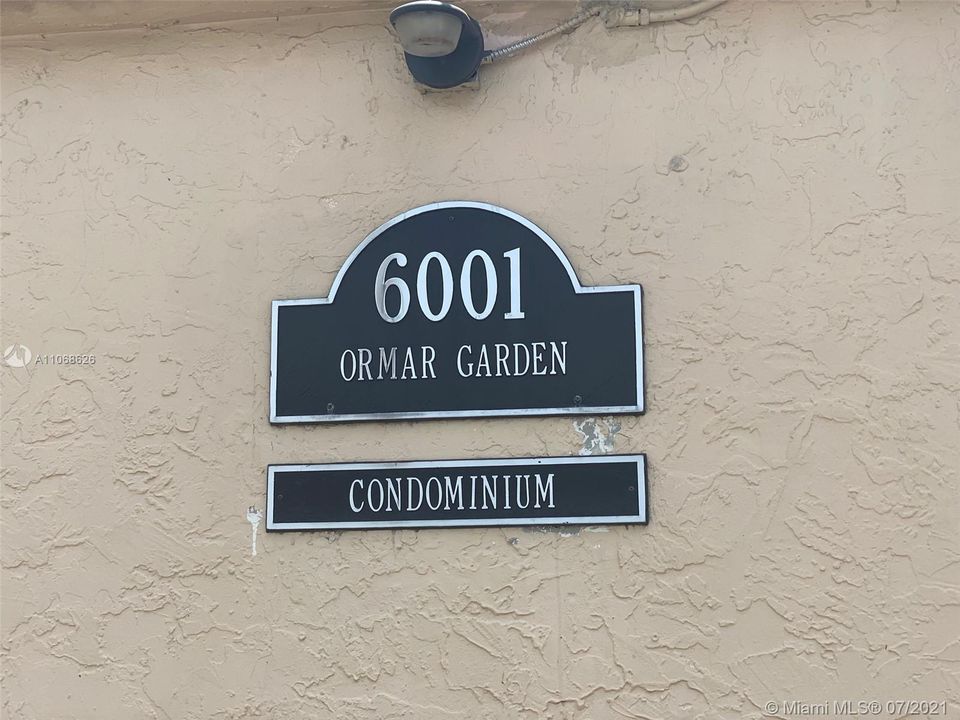 6001
ORMAR GARDEN
A11068626
CONDOMINIUM
© Miami MLS® 07/2021